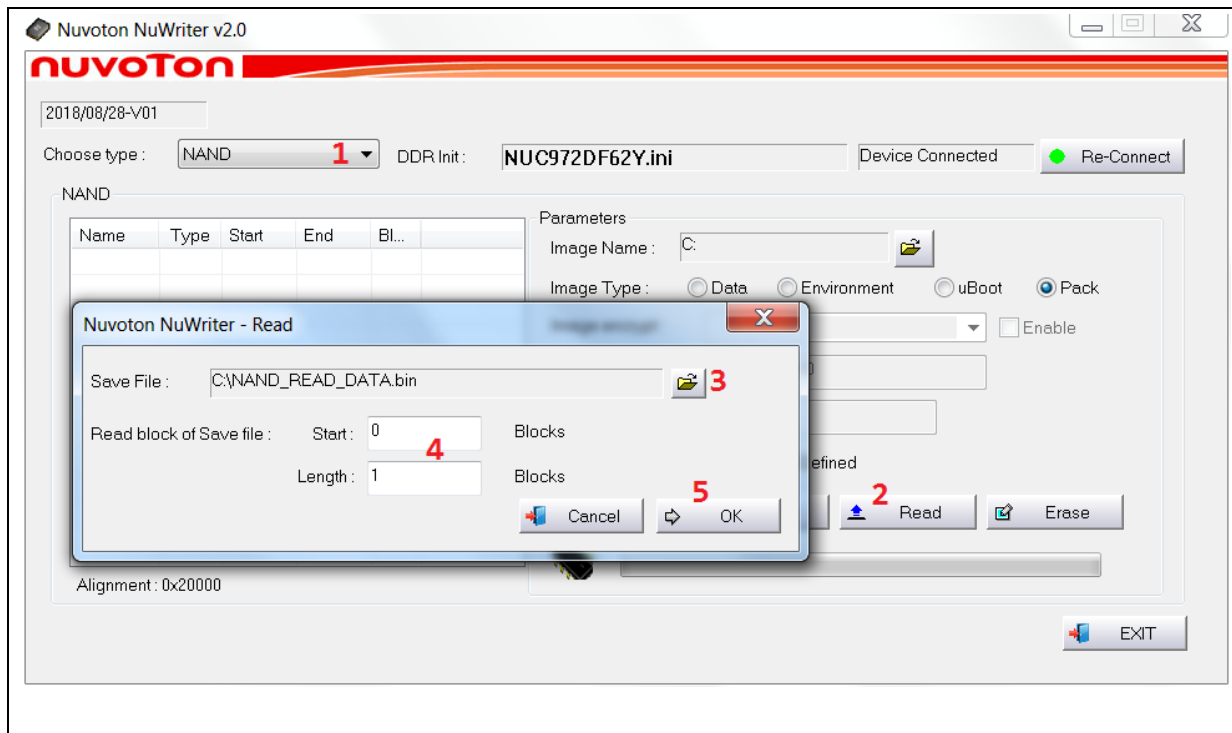 Nuvoton NuWriter v2.0
nuvoTon
2018/08/28-V01
Choose type : NAND 1 DDR Init : NUC972DF62Y.ini Device Connected Re-Connect
NAND
Parameters
Name Type Start End Bl...
Image Name : C:
Image Type : Data Environment uBoot Pack
Nuvoton NuWriter - Read
Enable
Save File : C:\NAND_READ_DATA.bin 3
Read block of Save file : Start : 0 Blocks
4
Length : 1 Blocks
efined
5
Cancel OK
2 Read Erase
Alignment : 0x20000
EXIT